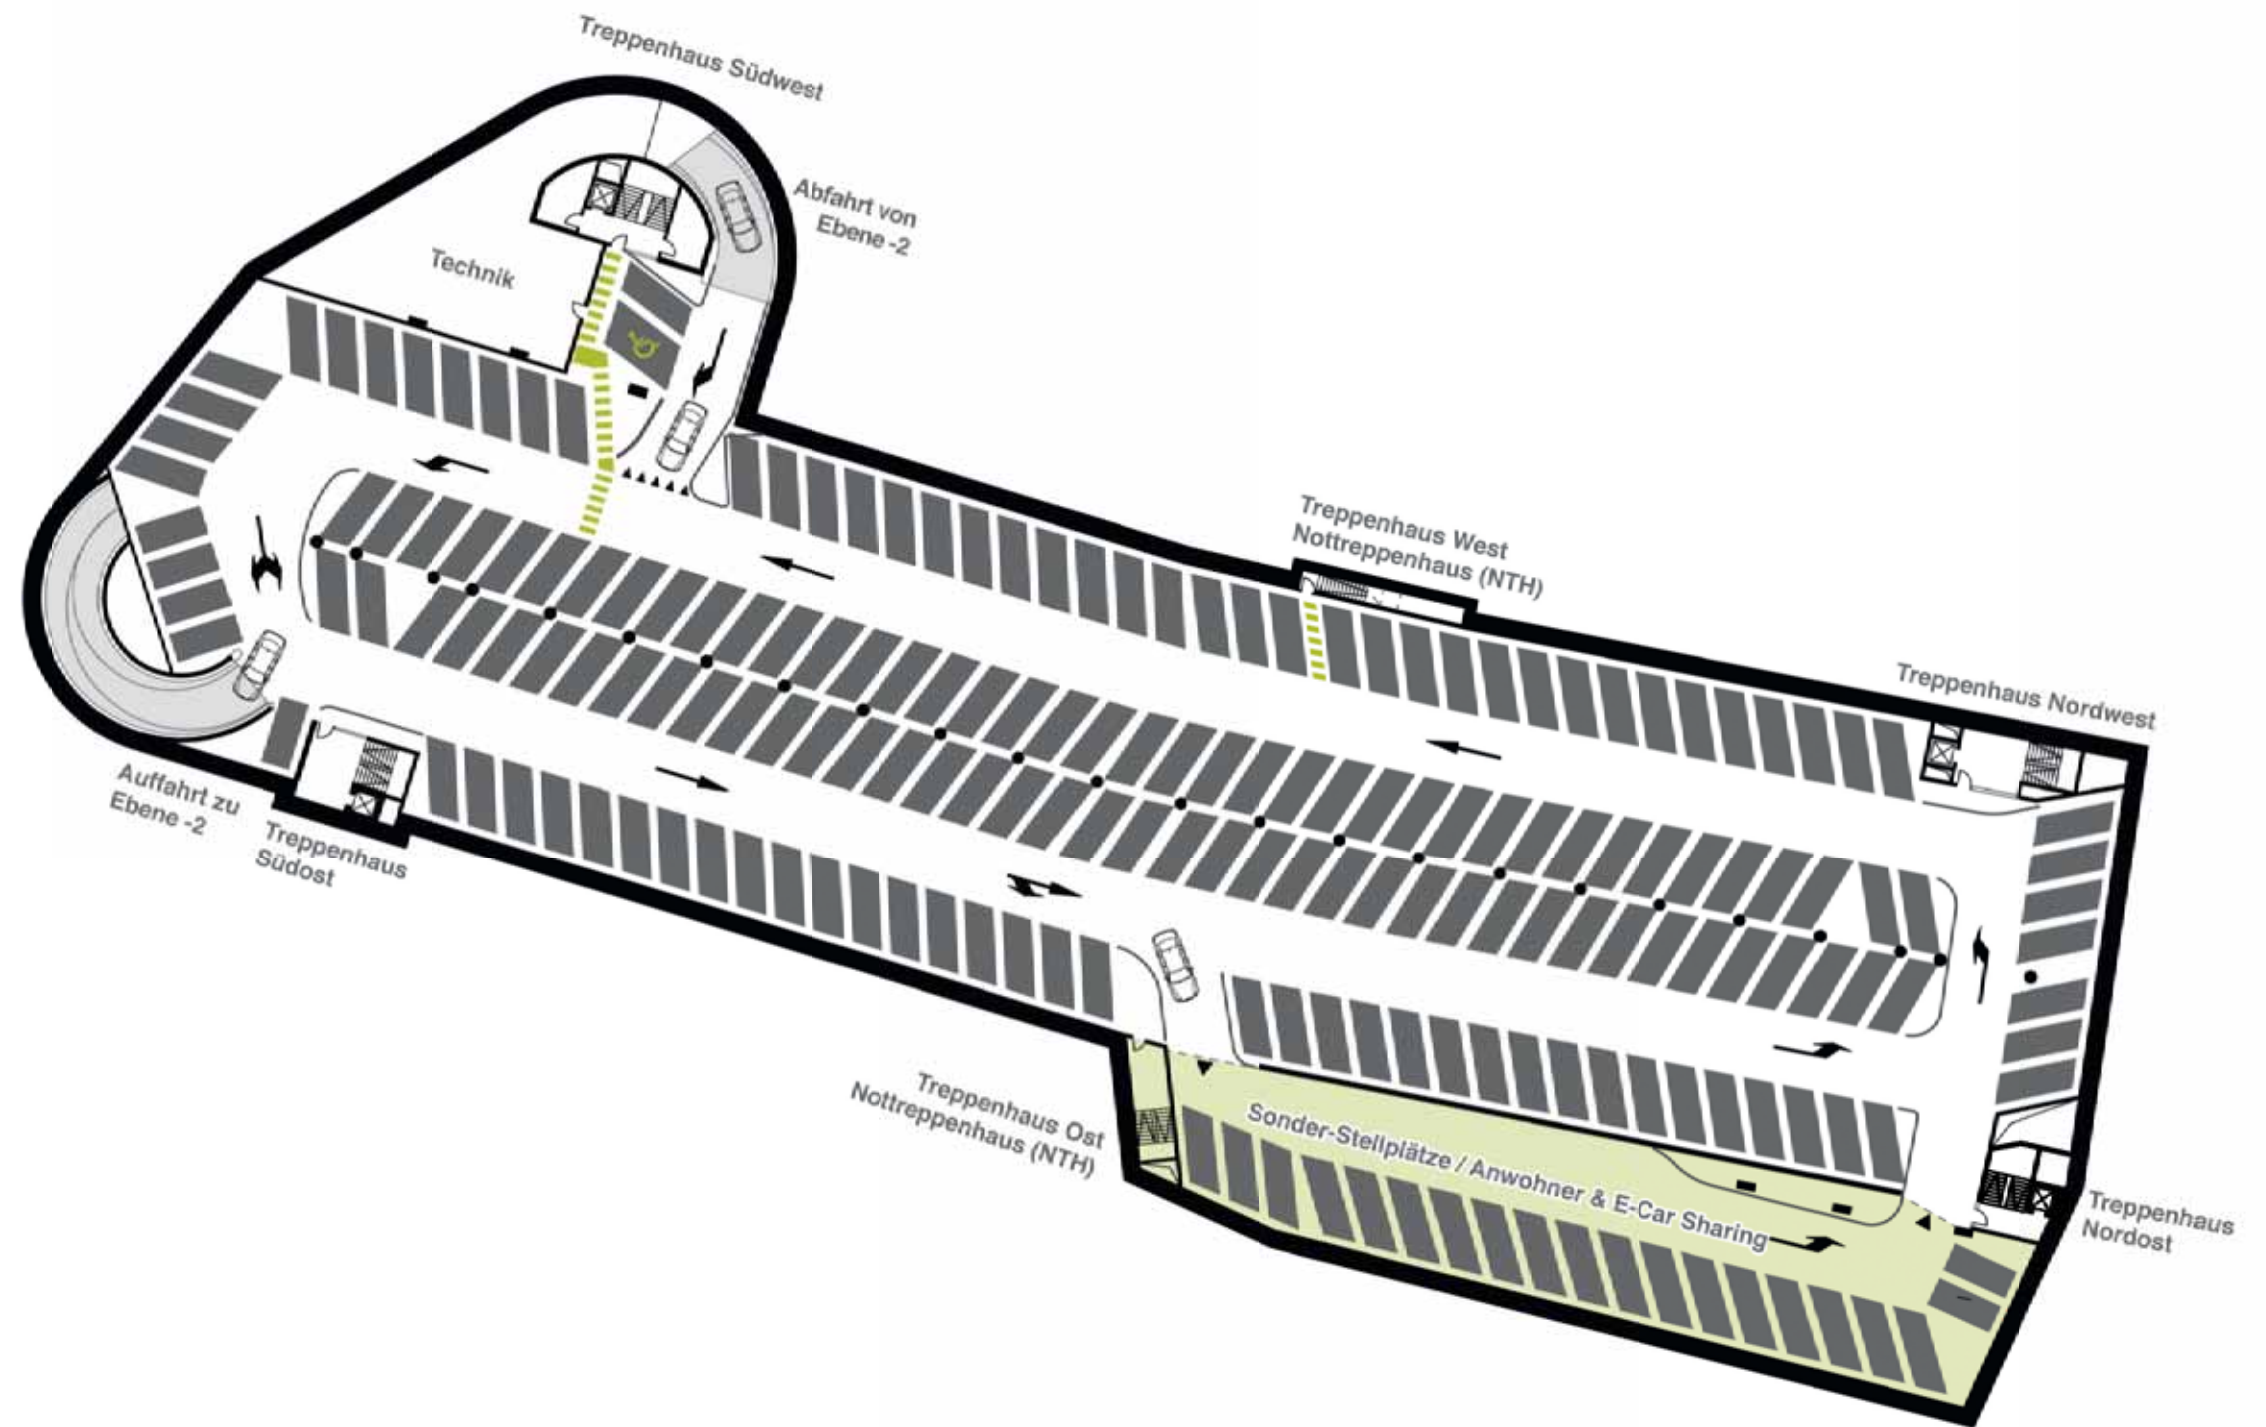 Treppenhaus Südwest
Abfahrt von
Ebene -2
Technik
Treppenhaus West
Nottreppenhaus (NTH)
Treppenhaus Nordwest
Auffahrt zu
Ebene -2
Treppenhaus
Südost
Treppenhaus Ost
Nottreppenhaus (NTH)
Sonder-Stellplätze / Anwohner & E-Car Sharing
Treppenhaus
Nordost